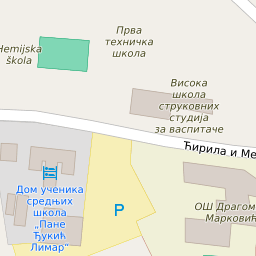 Прва
техничка
школа
Hemijska
škola
Висока
школа
струковних
студија
за васпитаче
Ћирила и Ме
Дом ученика
средњих
школа
„Пане
Ђукић
Лимар"
P
ОШ Драгом
Марковић